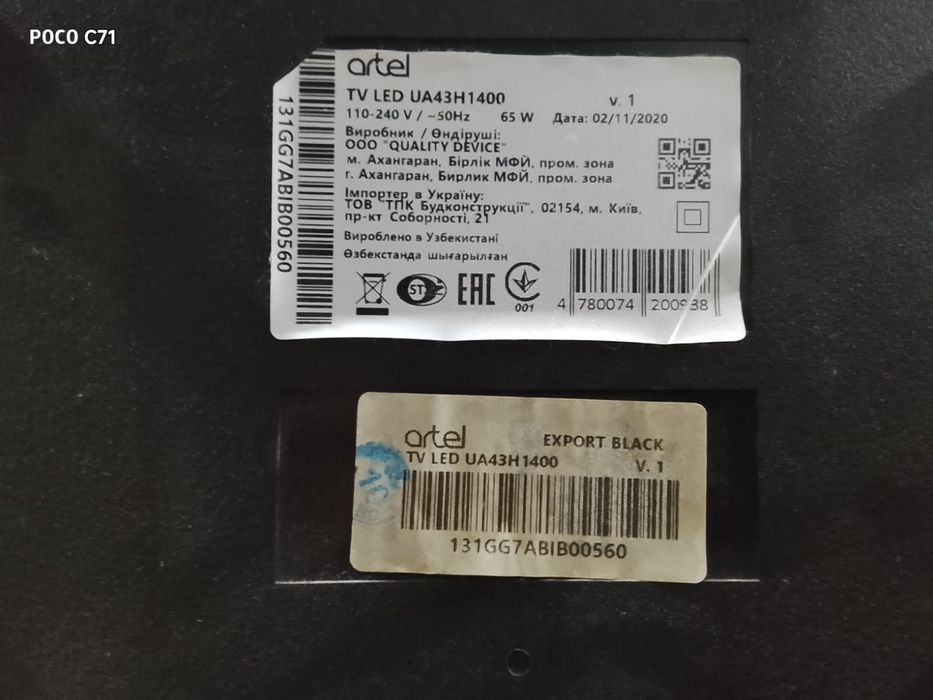 POCO C71
artel
TV LED UA43H1400 v. 1
110-240 V / ~50Hz 65 W Дата: 02/11/2020
Виробник / Өндіруші:
ООО "QUALITY DEVICE"
м. Ахангаран, Бірлік МФЙ, пром. зона
г. Ахангаран, Бирлик МФЙ, пром. зона
Імпортер в Україну:
ТОВ "ТПК Будконструкції", 02154, м. Київ,
пр-кт Соборності, 21
Вироблено в Узбекистані
Өзбекстанда шығарылған
ST
EAC
001
4 780074 200938
131GG7ABIB00560
artel EXPORT BLACK
TV LED UA43H1400 V. 1
131GG7ABIB00560